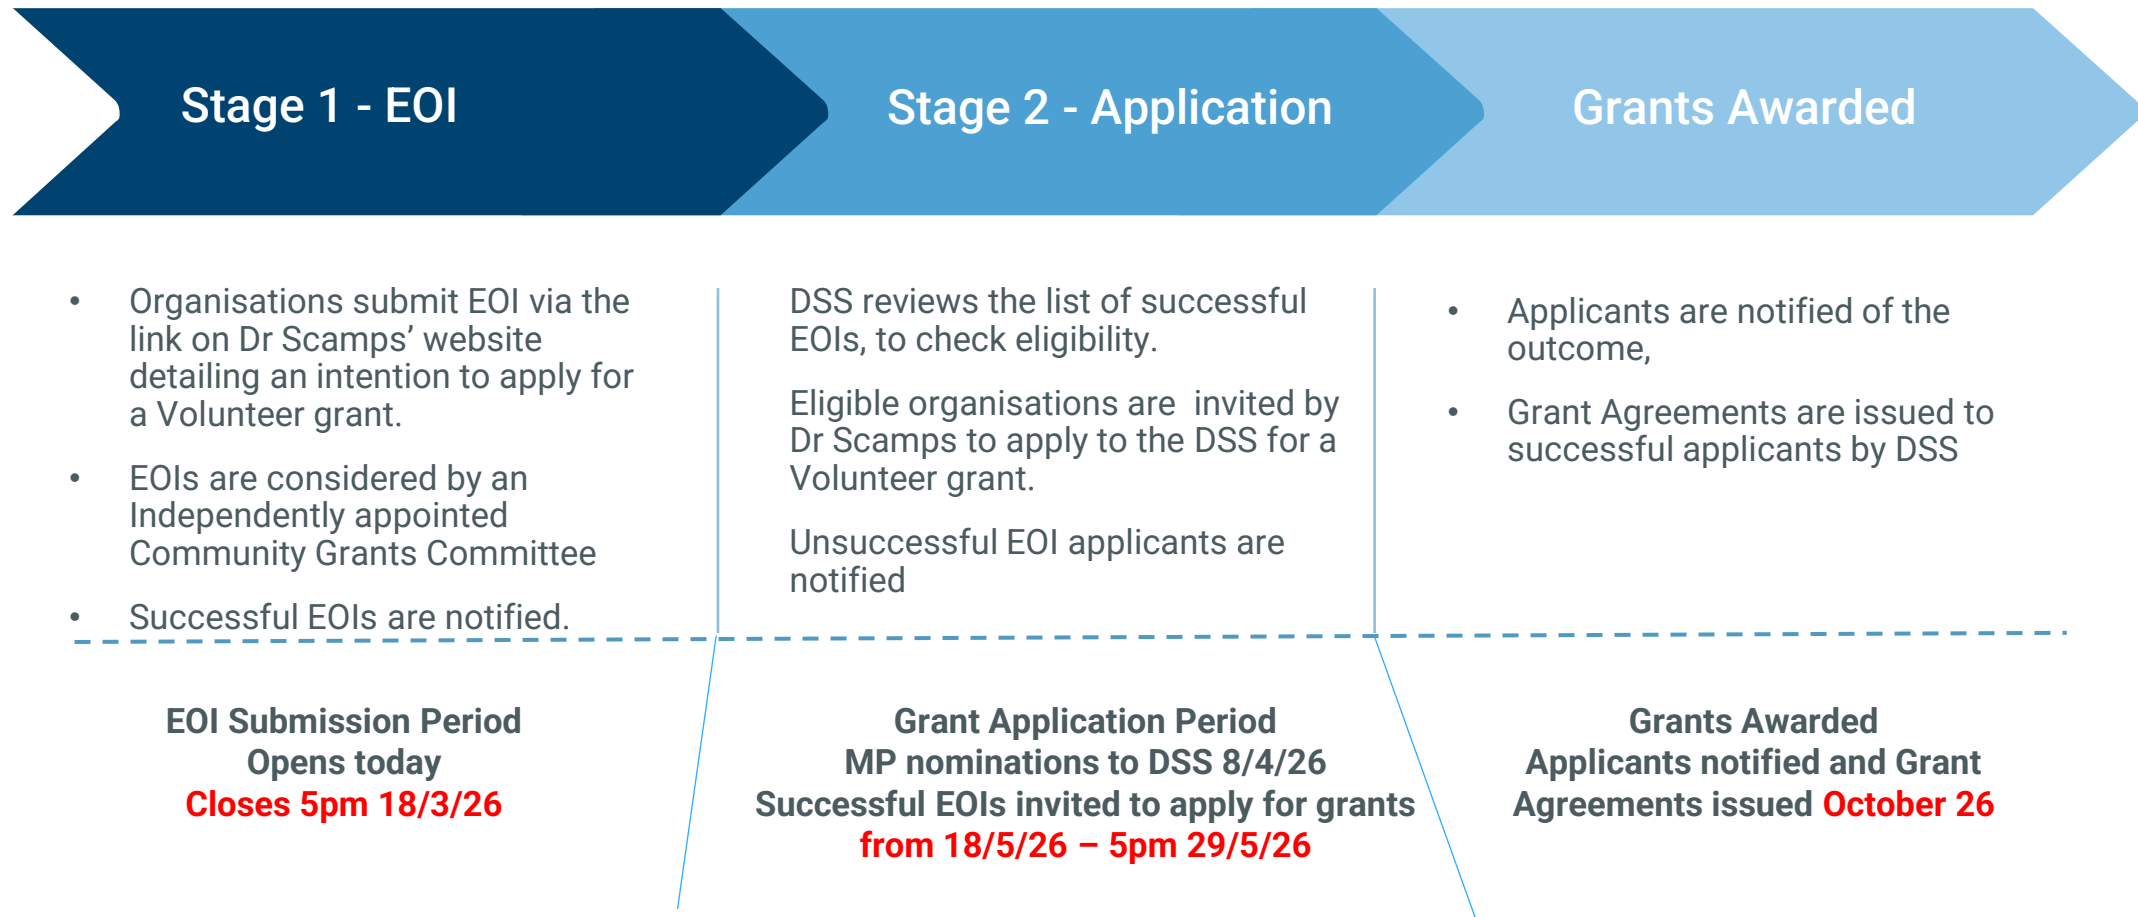 Stage 1 - EOI
Stage 2 - Application
Grants Awarded
• Organisations submit EOI via the
link on Dr Scamps’ website
detailing an intention to apply for
a Volunteer grant.
• EOIs are considered by an
Independently appointed
Community Grants Committee
• Successful EOIs are notified.
DSS reviews the list of successful
EOIs, to check eligibility.
Eligible organisations are  invited by
Dr Scamps to apply to the DSS for a
Volunteer grant.
Unsuccessful EOI applicants are
notified
• Applicants are notified of the
outcome,
• Grant Agreements are issued to
successful applicants by DSS
EOI Submission Period
Opens today
Closes 5pm 18/3/26
Grant Application Period
MP nominations to DSS 8/4/26
Successful EOIs invited to apply for grants
from 18/5/26 – 5pm 29/5/26
Grants Awarded
Applicants notified and Grant
Agreements issued October 26